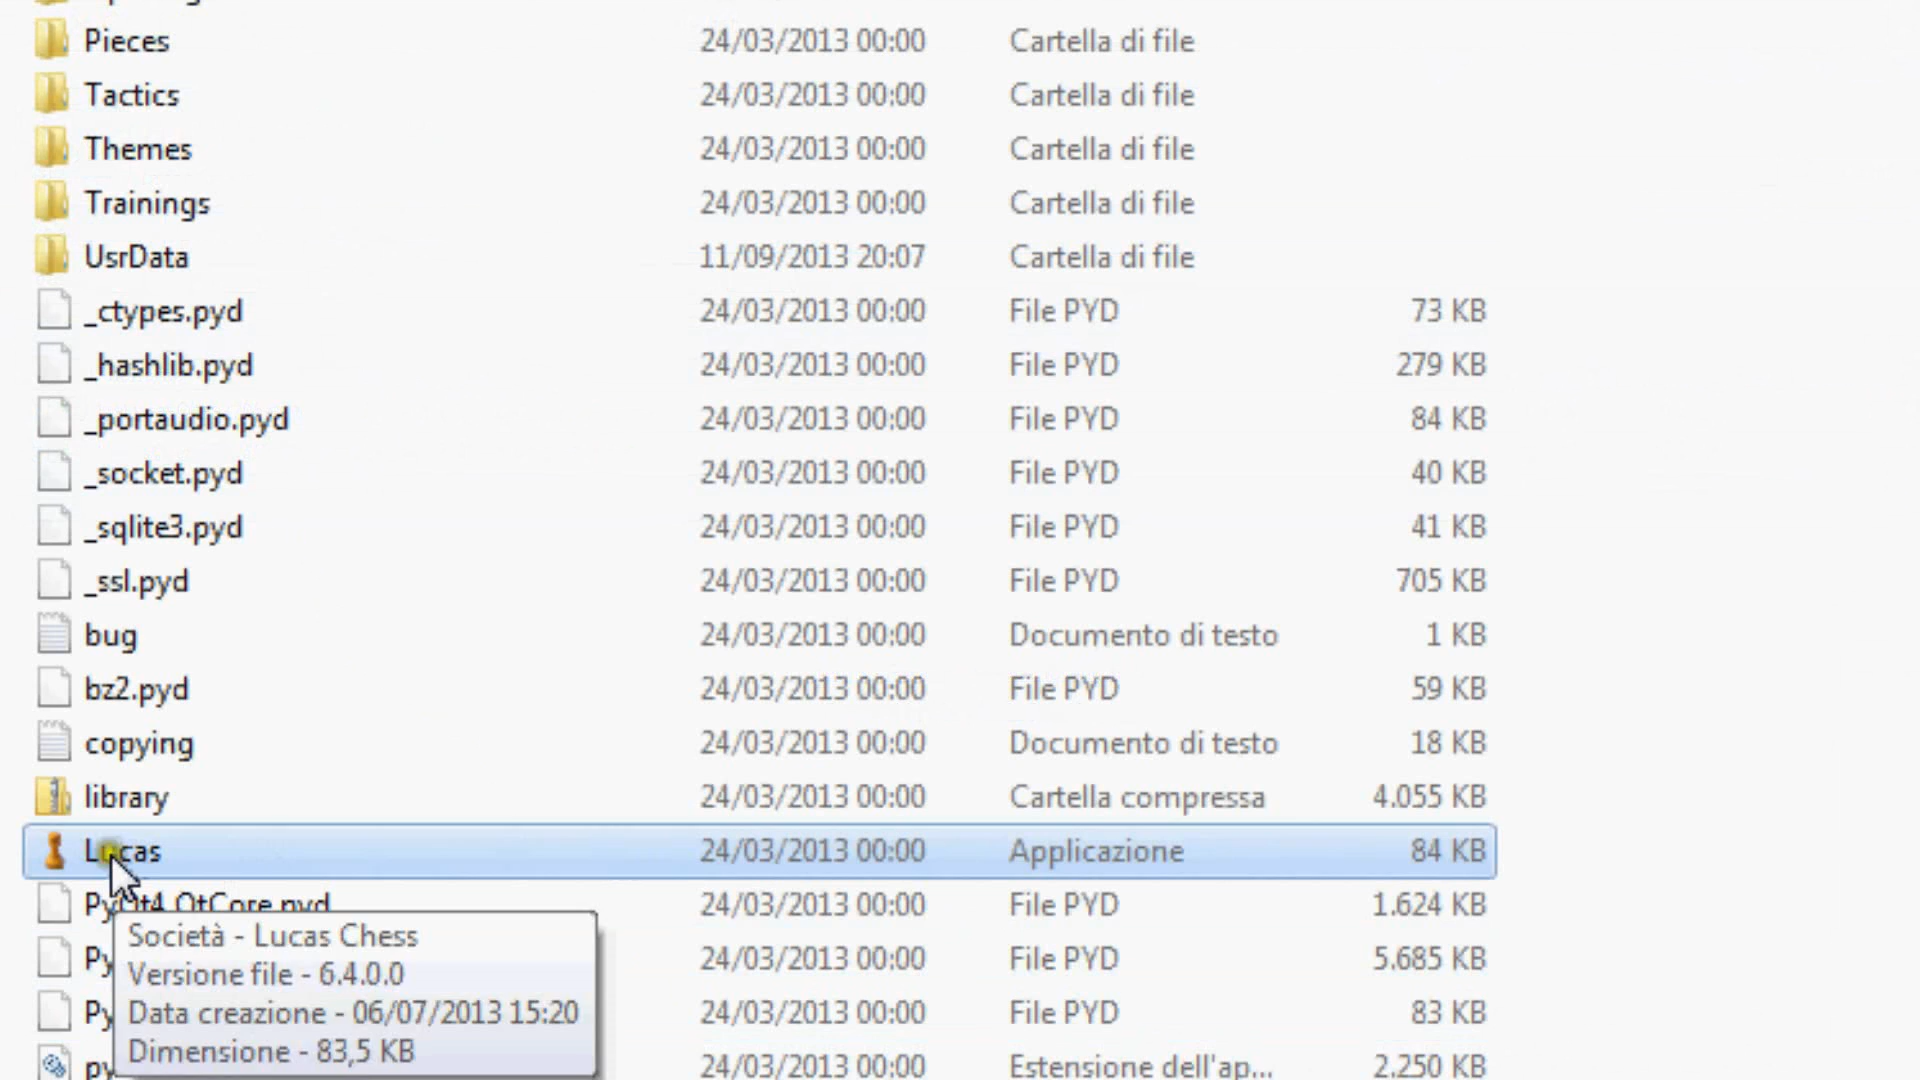 Pieces 24/03/2013 00:00 Cartella di file
Tactics 24/03/2013 00:00 Cartella di file
Themes 24/03/2013 00:00 Cartella di file
Trainings 24/03/2013 00:00 Cartella di file
UsrData 11/09/2013 20:07 Cartella di file
_ctypes.pyd 24/03/2013 00:00 File PYD 73 KB
_hashlib.pyd 24/03/2013 00:00 File PYD 279 KB
_portaudio.pyd 24/03/2013 00:00 File PYD 84 KB
_socket.pyd 24/03/2013 00:00 File PYD 40 KB
_sqlite3.pyd 24/03/2013 00:00 File PYD 41 KB
_ssl.pyd 24/03/2013 00:00 File PYD 705 KB
bug 24/03/2013 00:00 Documento di testo 1 KB
bz2.pyd 24/03/2013 00:00 File PYD 59 KB
copying 24/03/2013 00:00 Documento di testo 18 KB
library 24/03/2013 00:00 Cartella compressa 4.055 KB
Lucas 24/03/2013 00:00 Applicazione 84 KB
PyQt4.QtCore.pyd 24/03/2013 00:00 File PYD 1.624 KB
Py 24/03/2013 00:00 File PYD 5.685 KB
Py 24/03/2013 00:00 File PYD 83 KB
py 24/03/2013 00:00 Estensione dell'ap... 2.250 KB
Società - Lucas Chess
Versione file - 6.4.0.0
Data creazione - 06/07/2013 15:20
Dimensione - 83,5 KB